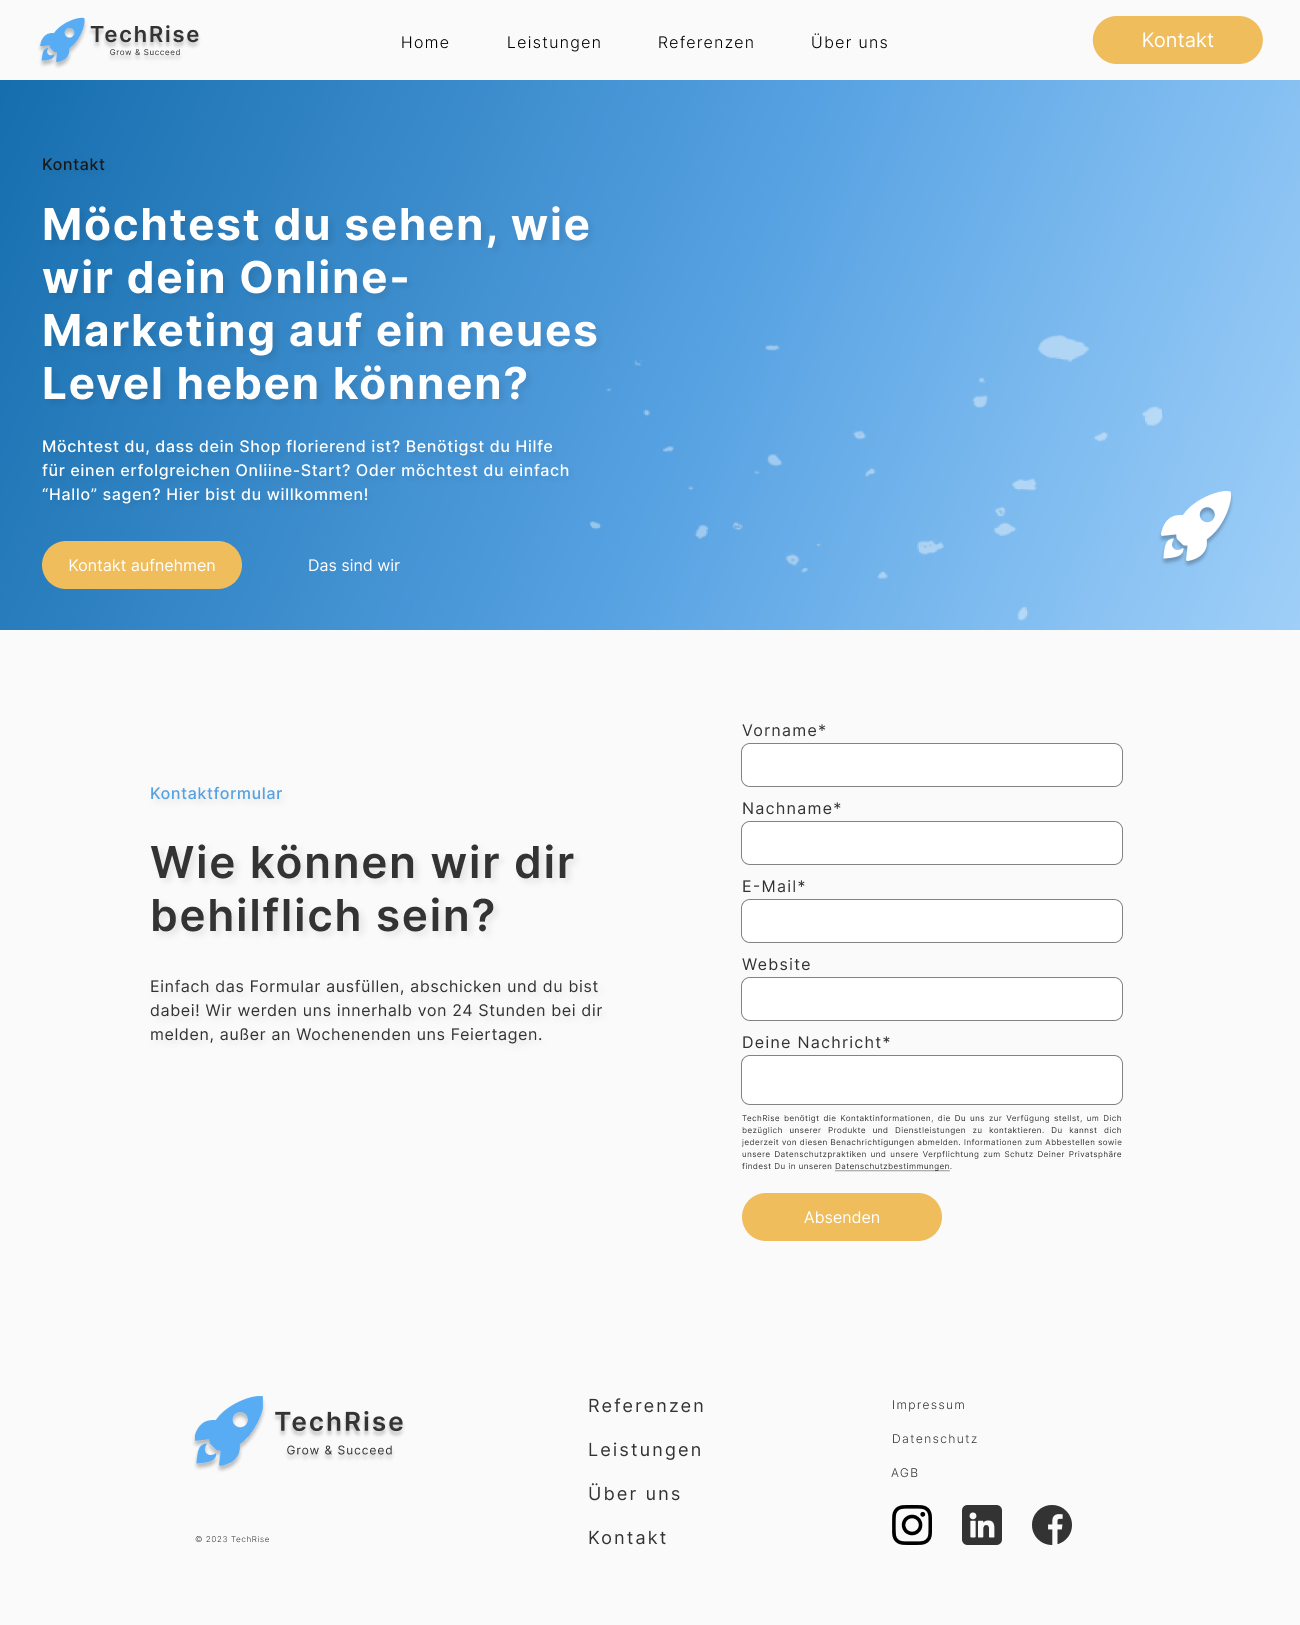 TechRise
Grow & Succeed
Home
Leistungen
Referenzen
Über uns
Kontakt
Kontakt
Möchtest du sehen, wie
wir dein Online-
Marketing auf ein neues
Level heben können?
Möchtest du, dass dein Shop florierend ist? Benötigst du Hilfe
für einen erfolgreichen Onliine-Start? Oder möchtest du einfach
“Hallo” sagen? Hier bist du willkommen!
Kontakt aufnehmen
Das sind wir
Kontaktformular
Wie können wir dir
behilflich sein?
Einfach das Formular ausfüllen, abschicken und du bist
dabei! Wir werden uns innerhalb von 24 Stunden bei dir
melden, außer an Wochenenden uns Feiertagen.
Vorname*
Nachname*
E-Mail*
Website
Deine Nachricht*
TechRise benötigt die Kontaktinformationen, die Du uns zur Verfügung stellst, um Dich
bezüglich unserer Produkte und Dienstleistungen zu kontaktieren. Du kannst dich
jederzeit von diesen Benachrichtigungen abmelden. Informationen zum Abbestellen sowie
unsere Datenschutzpraktiken und unsere Verpflichtung zum Schutz Deiner Privatsphäre
findest Du in unseren Datenschutzbestimmungen.
Absenden
TechRise
Grow & Succeed
© 2023 TechRise
Referenzen
Leistungen
Über uns
Kontakt
Impressum
Datenschutz
AGB